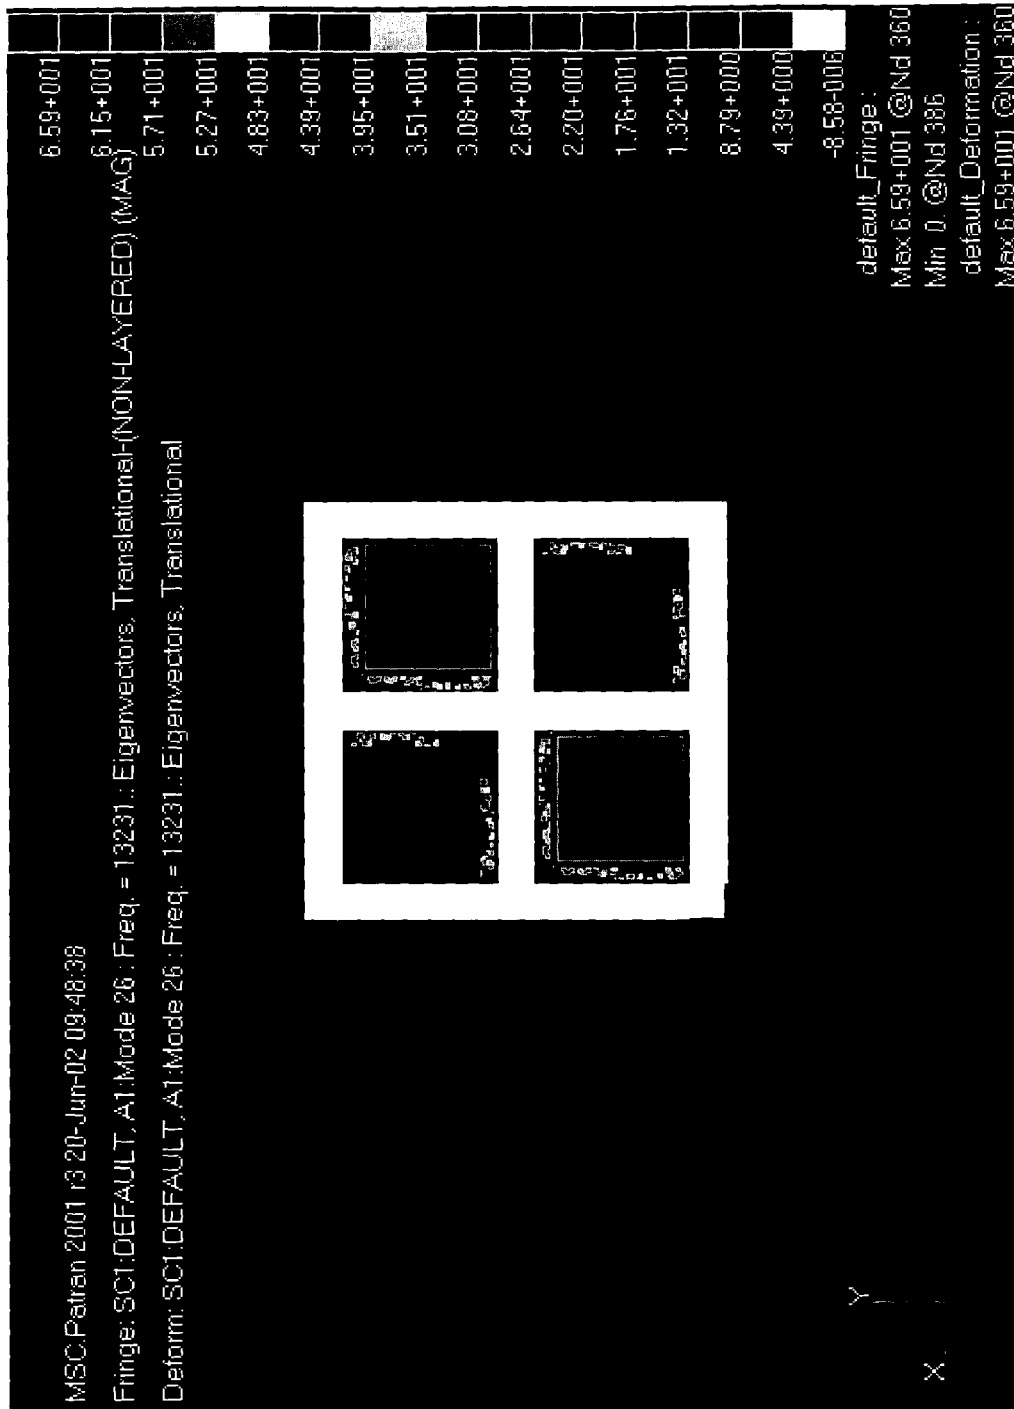 MSC.Patran 2001 r3 20-Jun-02 09:48:38
Fringe: SC1:DEFAULT, A1:Mode 26 : Freq. = 13231.: Eigenvectors, Translational-(NON-LAYERED) (MAG)
Deform: SC1:DEFAULT, A1:Mode 26 : Freq. = 13231.: Eigenvectors, Translational
6.59+001
6.15+001
5.71+001
5.27+001
4.83+001
4.39+001
3.95+001
3.51+001
3.08+001
2.64+001
2.20+001
1.76+001
1.32+001
8.79+000
4.39+000
-8.58-006
default_Fringe :
Max 6.59+001 @Nd 360
Min 0. @Nd 386
default_Deformation :
Max 6.59+001 @Nd 360
Y
X